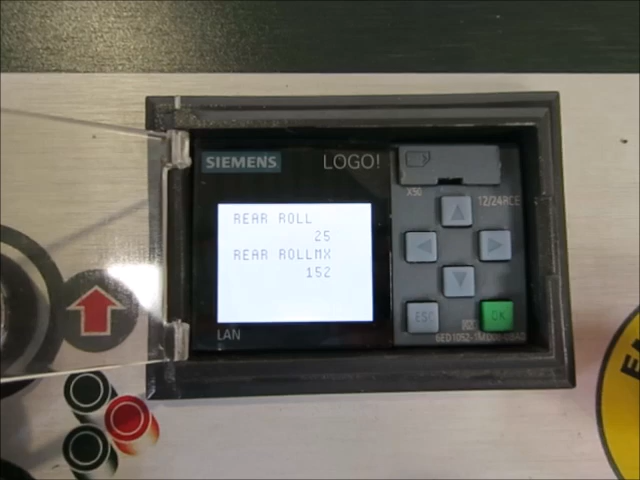 SIEMENS
LOGO!
X50
12/24RCE
REAR ROLL
25
REAR ROLLMX
152
ESC
OK
LAN